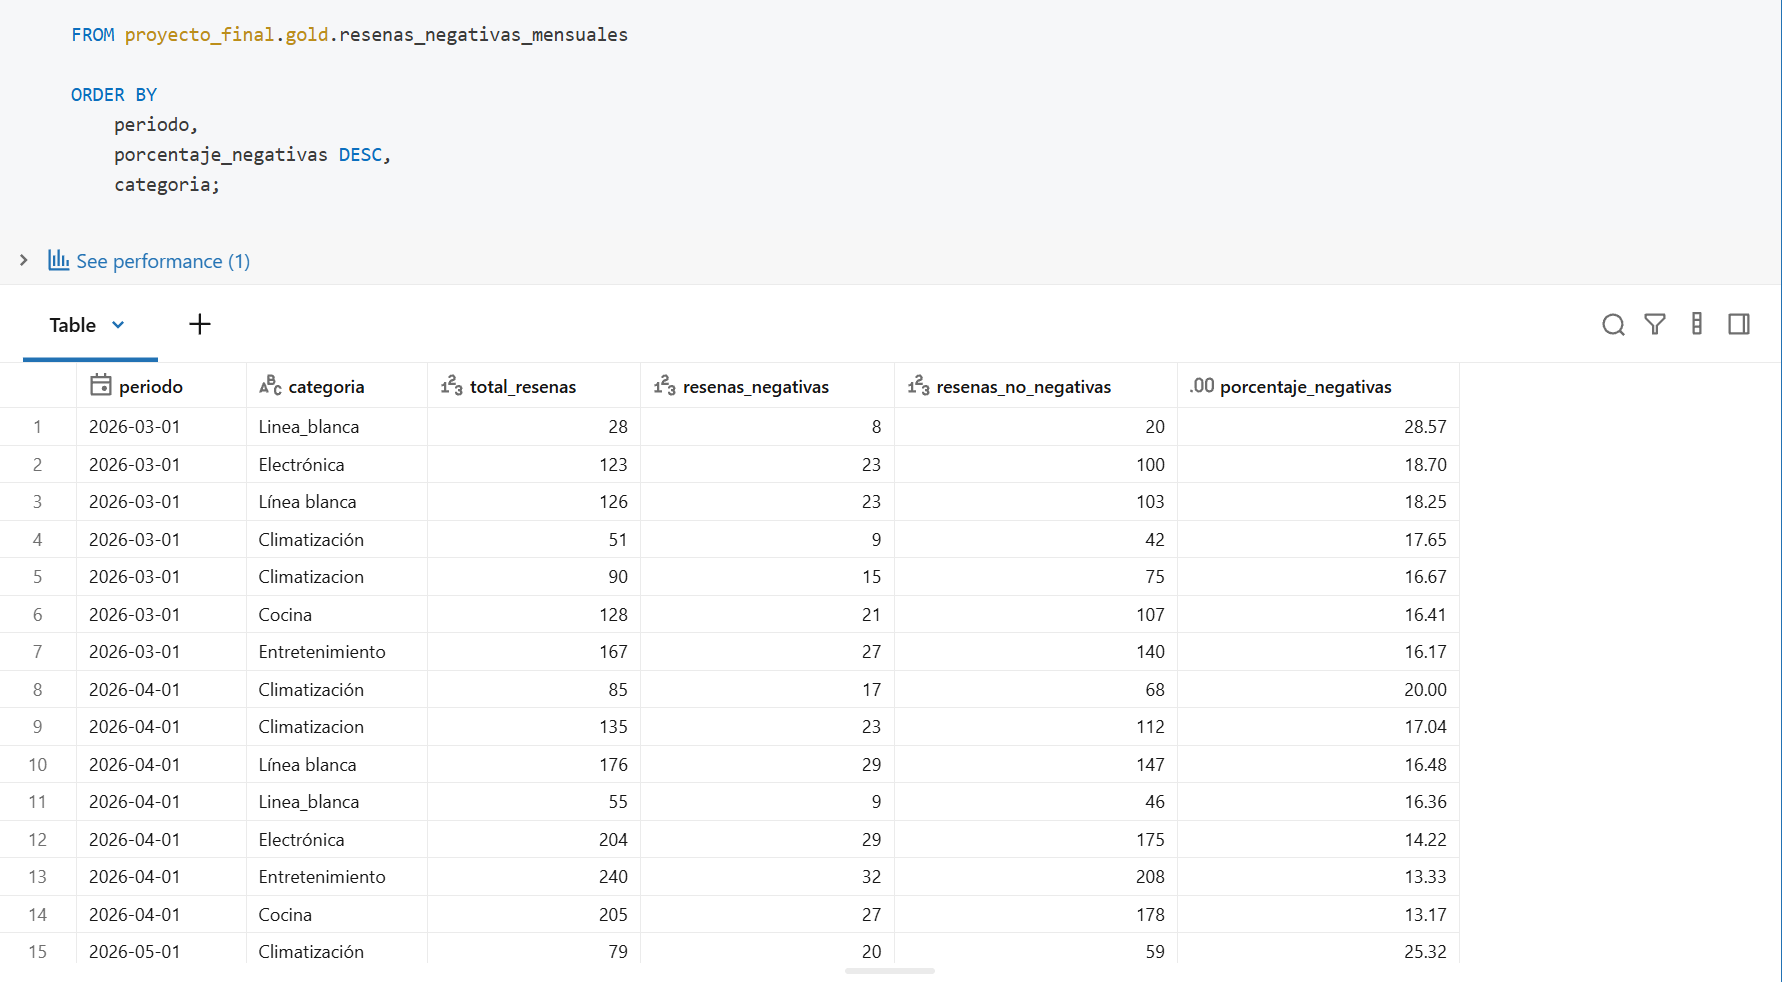 FROM proyecto_final.gold.resenas_negativas_mensuales
ORDER BY
periodo,
porcentaje_negativas DESC,
categoria;
See performance (1)
Table
periodo categoria total_resenas resenas_negativas resenas_no_negativas .00 porcentaje_negativas
1 2026-03-01 Linea_blanca 28 8 20 28.57
2 2026-03-01 Electrónica 123 23 100 18.70
3 2026-03-01 Línea blanca 126 23 103 18.25
4 2026-03-01 Climatización 51 9 42 17.65
5 2026-03-01 Climatizacion 90 15 75 16.67
6 2026-03-01 Cocina 128 21 107 16.41
7 2026-03-01 Entretenimiento 167 27 140 16.17
8 2026-04-01 Climatización 85 17 68 20.00
9 2026-04-01 Climatizacion 135 23 112 17.04
10 2026-04-01 Línea blanca 176 29 147 16.48
11 2026-04-01 Linea_blanca 55 9 46 16.36
12 2026-04-01 Electrónica 204 29 175 14.22
13 2026-04-01 Entretenimiento 240 32 208 13.33
14 2026-04-01 Cocina 205 27 178 13.17
15 2026-05-01 Climatización 79 20 59 25.32